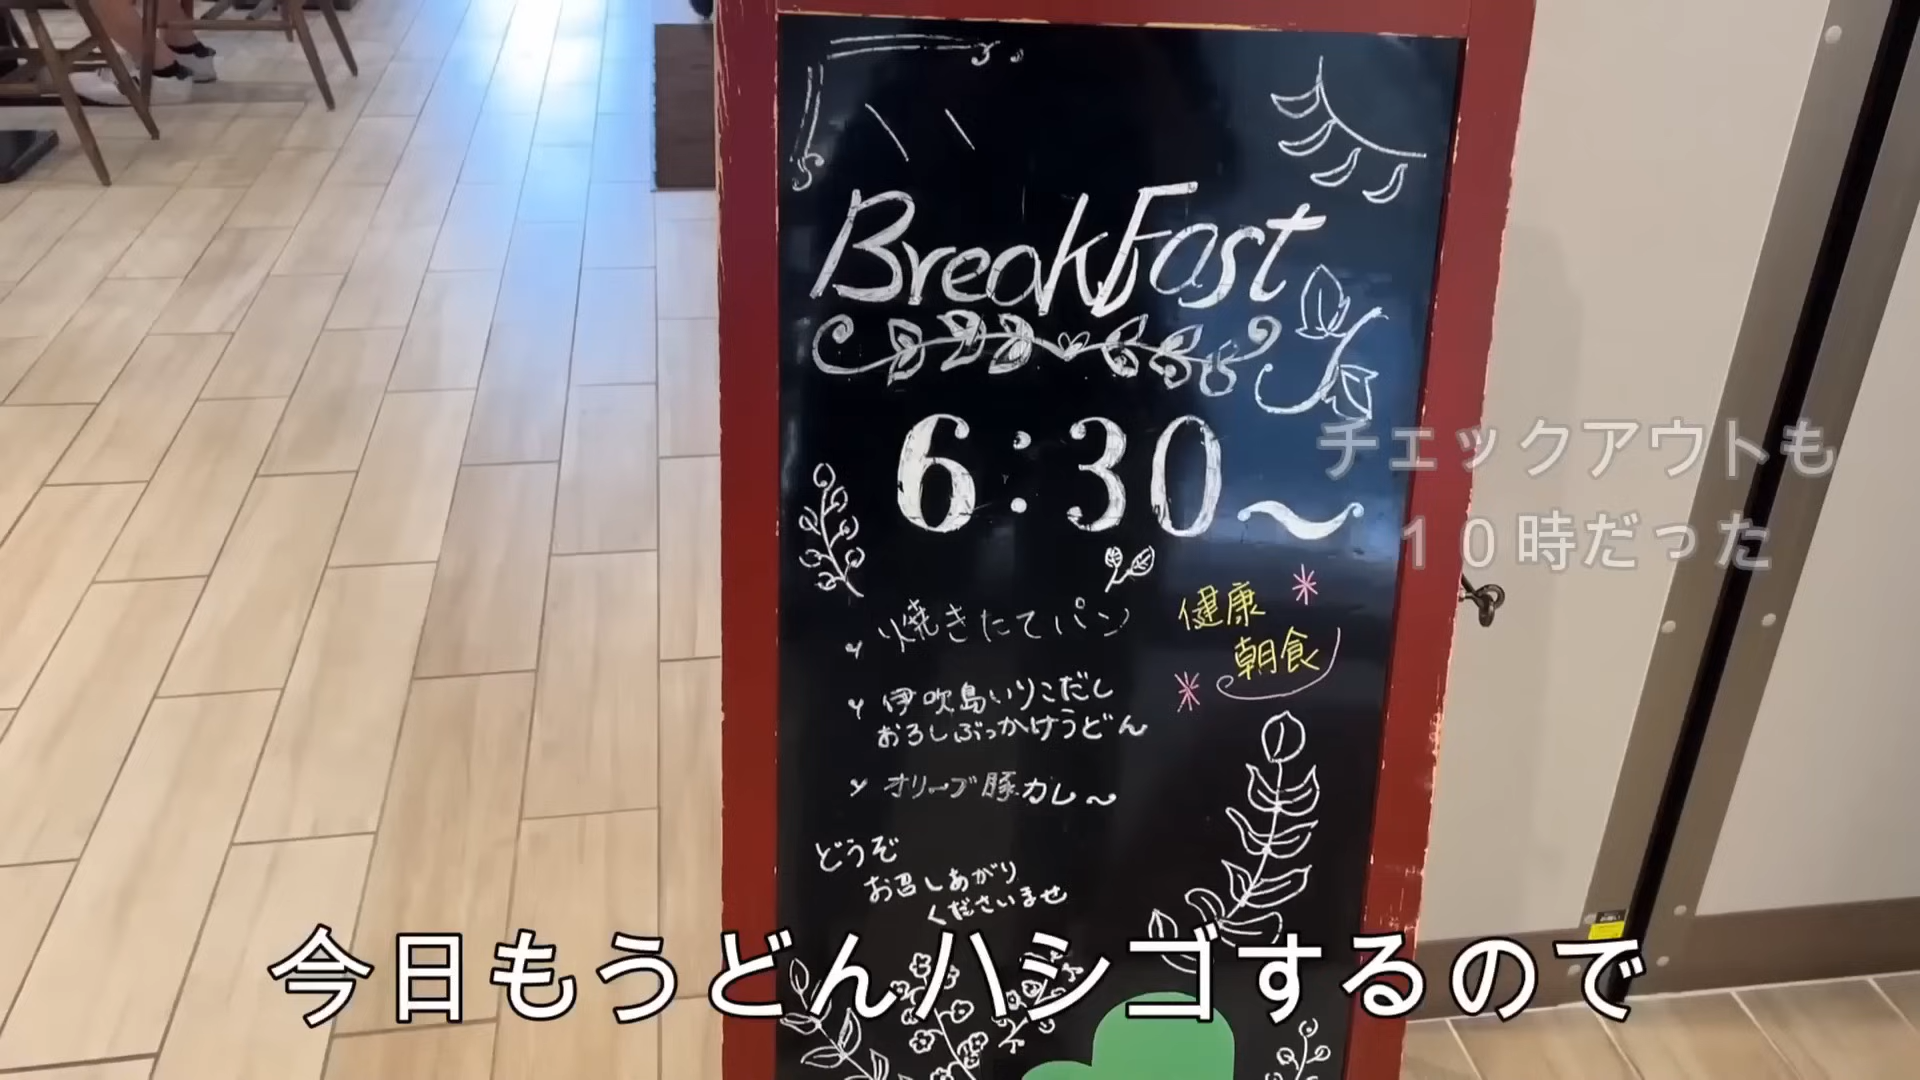 BreakFast
6:30～
焼きたてパン
健康
朝食
伊吹島いりこだし
おろしぶっかけうどん
オリーブ豚カレ～
どうぞ
お召しあがり
くださいませ
チェックアウトも
１０時だった
今日もうどんハシゴするので